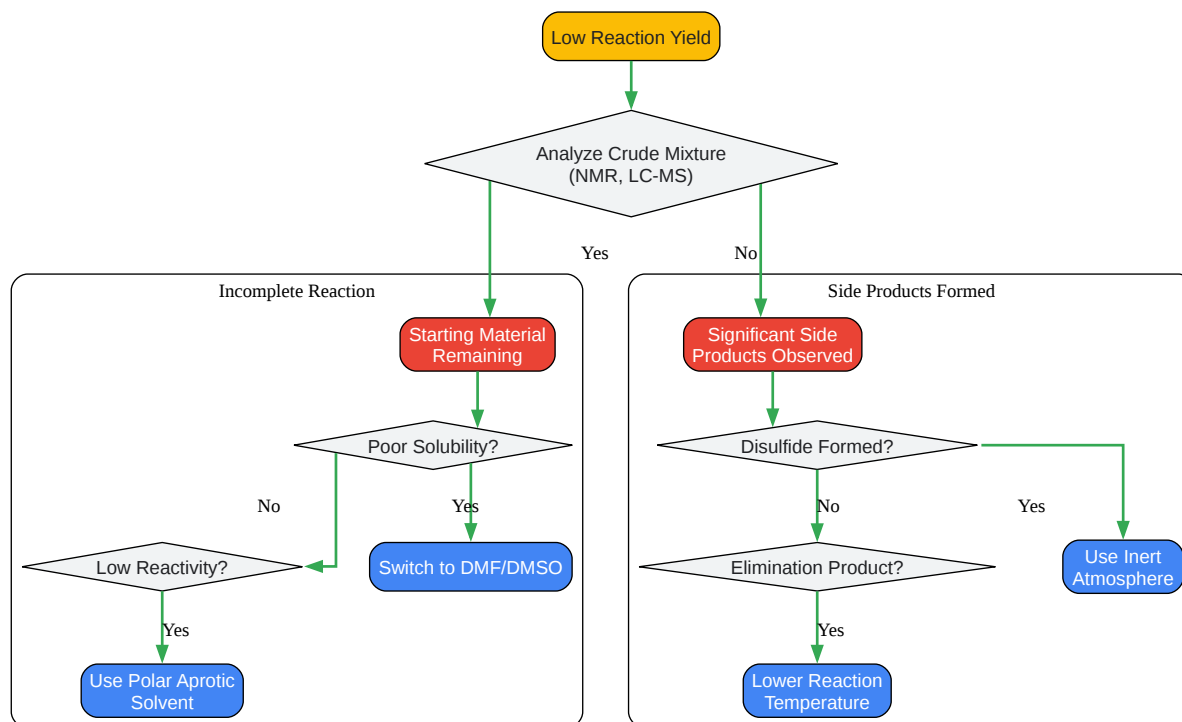 Low Reaction Yield
Analyze Crude Mixture
(NMR, LC-MS)
Yes
No
Incomplete Reaction
Side Products Formed
Starting Material
Remaining
Significant Side
Products Observed
Poor Solubility?
Disulfide Formed?
No
Yes
No
Yes
Low Reactivity?
Switch to DMF/DMSO
Elimination Product?
Use Inert
Atmosphere
Yes
Yes
Use Polar Aprotic
Solvent
Lower Reaction
Temperature